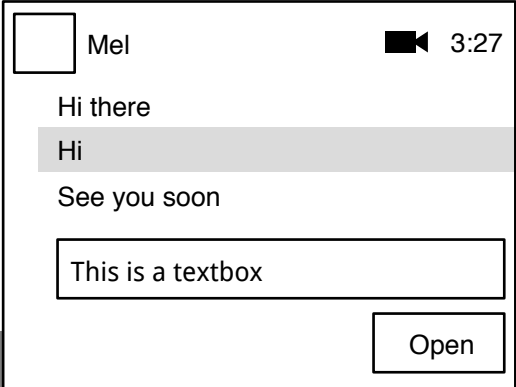 Mel 3:27
Hi there
Hi
See you soon
This is a textbox
Open